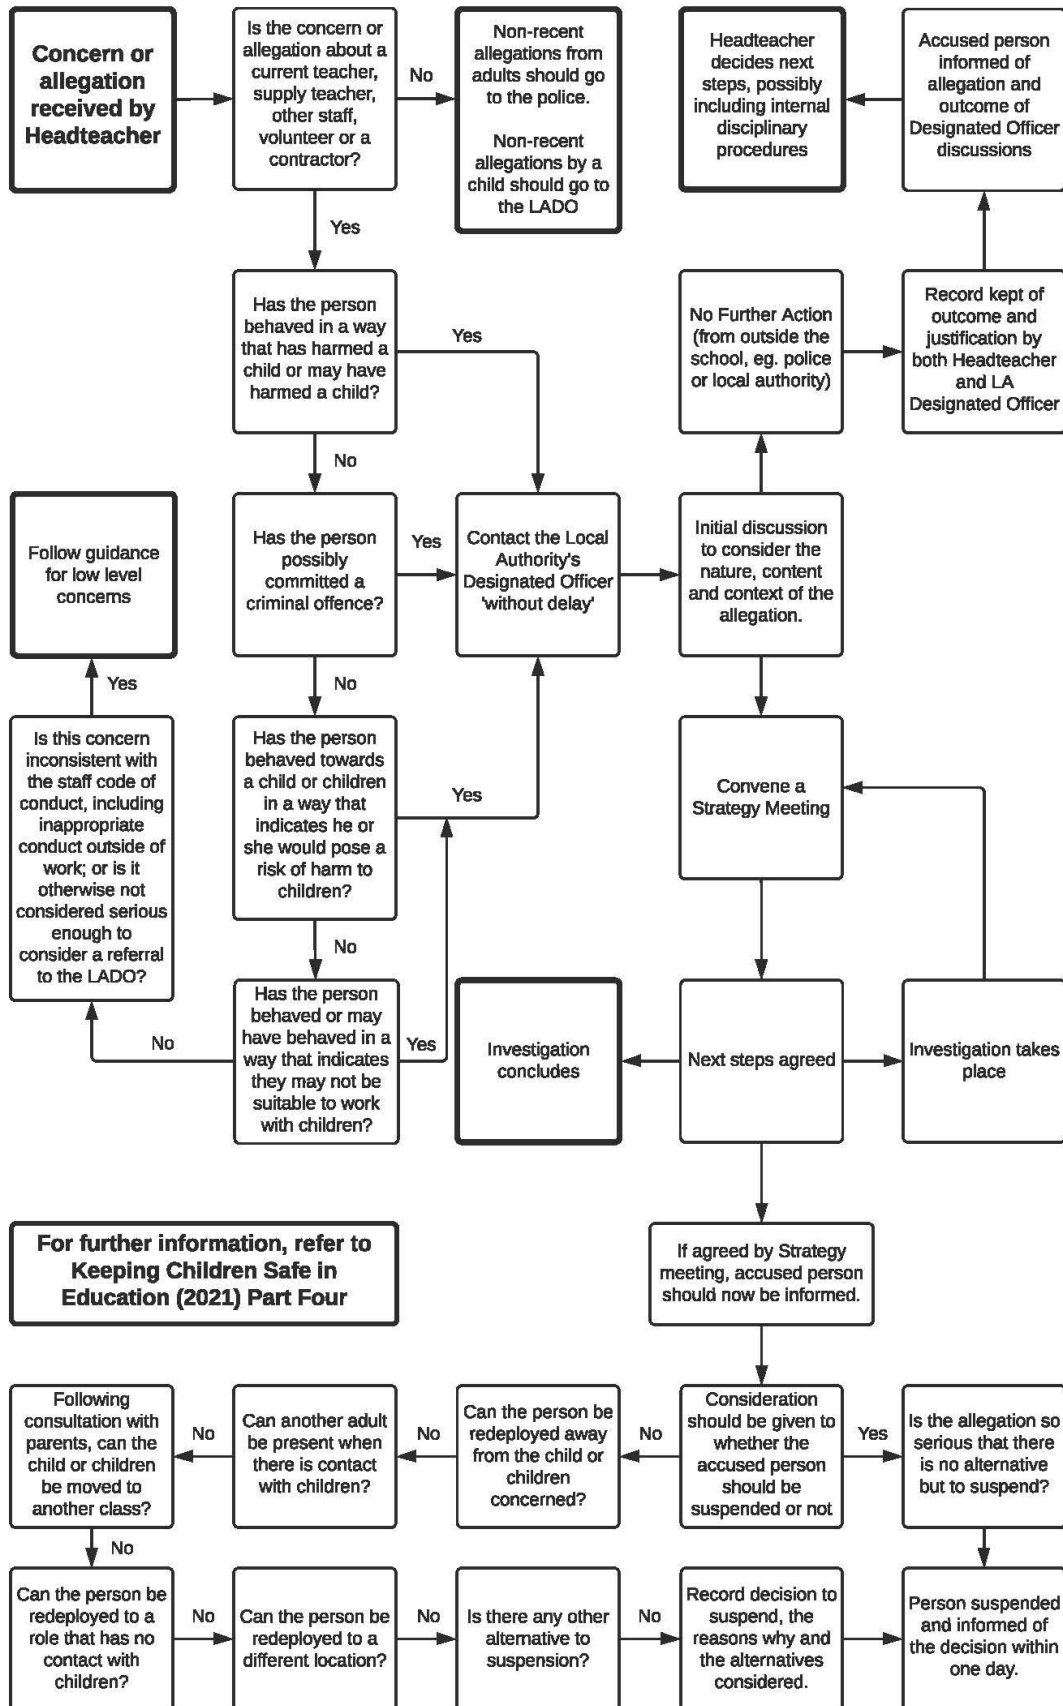 Concern or
allegation
received by
Headteacher
Is the concern or
allegation about a
current teacher,
supply teacher,
other staff,
volunteer or a
contractor?
No
Non-recent
allegations from
adults should go
to the police.
Non-recent
allegations by a
child should go to
the LADO
Headteacher
decides next
steps, possibly
including internal
disciplinary
procedures
Accused person
informed of
allegation and
outcome of
Designated Officer
discussions
Yes
Has the person
behaved in a way
that has harmed a
child or may have
harmed a child?
Yes
No Further Action
(from outside the
school, eg. police
or local authority)
Record kept of
outcome and
justification by
both Headteacher
and LA
Designated Officer
No
Follow guidance
for low level
concerns
Has the person
possibly
committed a
criminal offence?
Yes
Contact the Local
Authority's
Designated Officer
'without delay'
Initial discussion
to consider the
nature, content
and context of the
allegation.
Yes
No
Is this concern
inconsistent with
the staff code of
conduct, including
inappropriate
conduct outside of
work; or is it
otherwise not
considered serious
enough to
consider a referral
to the LADO?
Has the person
behaved towards
a child or children
in a way that
indicates he or
she would pose a
risk of harm to
children?
Yes
Convene a
Strategy Meeting
No
No
Has the person
behaved or may
have behaved in a
way that indicates
they may not be
suitable to work
with children?
Yes
Investigation
concludes
Next steps agreed
Investigation takes
place
For further information, refer to
Keeping Children Safe in
Education (2021) Part Four
If agreed by Strategy
meeting, accused person
should now be informed.
Following
consultation with
parents, can the
child or children
be moved to
another class?
No
Can another adult
be present when
there is contact
with children?
No
Can the person be
redeployed away
from the child or
children
concerned?
No
Consideration
should be given to
whether the
accused person
should be
suspended or not
Yes
Is the allegation so
serious that there
is no alternative
but to suspend?
No
Can the person be
redeployed to a
role that has no
contact with
children?
No
Can the person be
redeployed to a
different location?
No
Is there any other
alternative to
suspension?
No
Record decision to
suspend, the
reasons why and
the alternatives
considered.
Person suspended
and informed of
the decision within
one day.